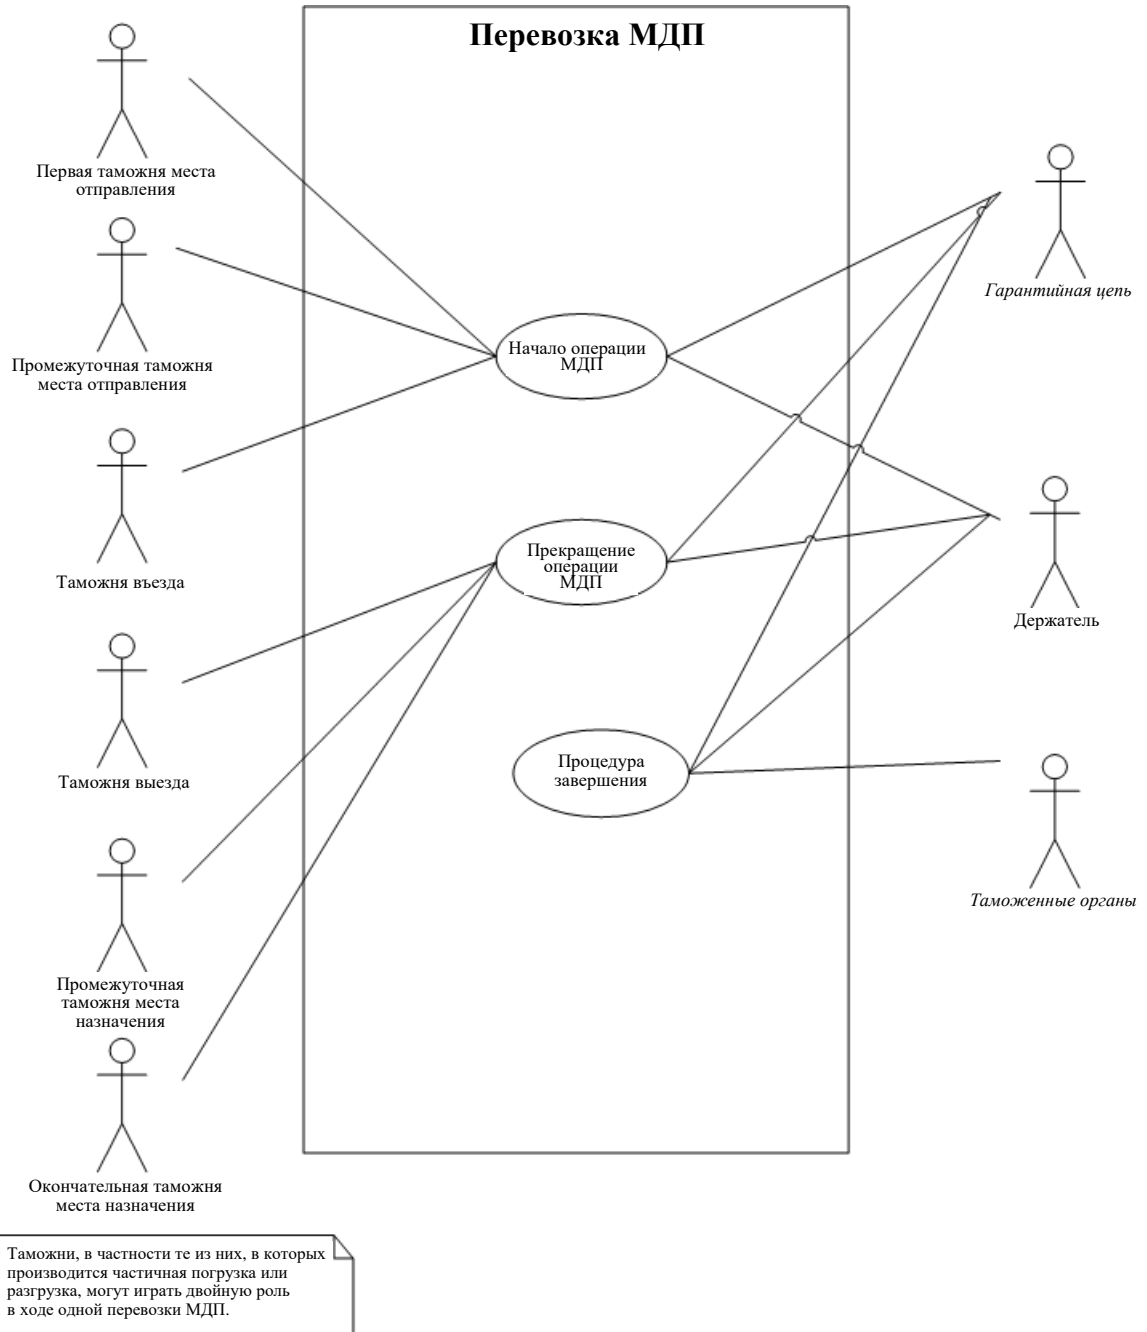 Перевозка МДП
Первая таможня места
отправления
Промежуточная таможня
места отправления
Таможня въезда
Таможня выезда
Промежуточная
таможня места
назначения
Окончательная таможня
места назначения
Начало операции
МДП
Прекращение
операции
МДП
Процедура
завершения
Гарантийная цепь
Держатель
Таможенные органы
Таможни, в частности те из них, в которых
производится частичная погрузка или
разгрузка, могут играть двойную роль
в ходе одной перевозки МДП.